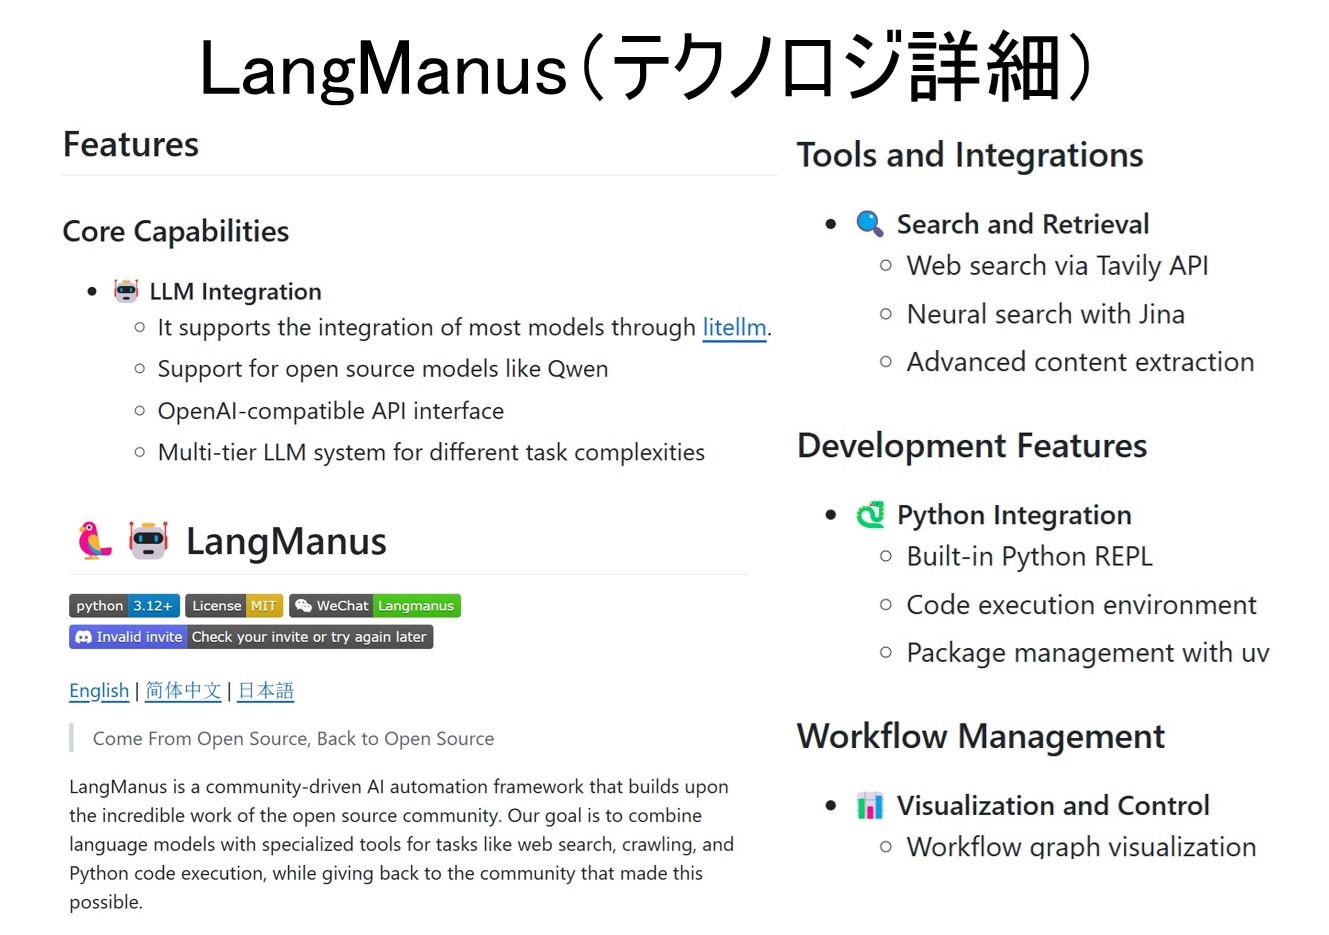 LangManus（テクノロジ詳細）
Features
Core Capabilities
LLM Integration
It supports the integration of most models through litellm.
Support for open source models like Qwen
OpenAI-compatible API interface
Multi-tier LLM system for different task complexities
LangManus
python 3.12+ License MIT WeChat Langmanus
Invalid invite Check your invite or try again later
English | 简体中文 | 日本語
Come From Open Source, Back to Open Source
LangManus is a community-driven AI automation framework that builds upon
the incredible work of the open source community. Our goal is to combine
language models with specialized tools for tasks like web search, crawling, and
Python code execution, while giving back to the community that made this
possible.
Tools and Integrations
Search and Retrieval
Web search via Tavily API
Neural search with Jina
Advanced content extraction
Development Features
Python Integration
Built-in Python REPL
Code execution environment
Package management with uv
Workflow Management
Visualization and Control
Workflow graph visualization